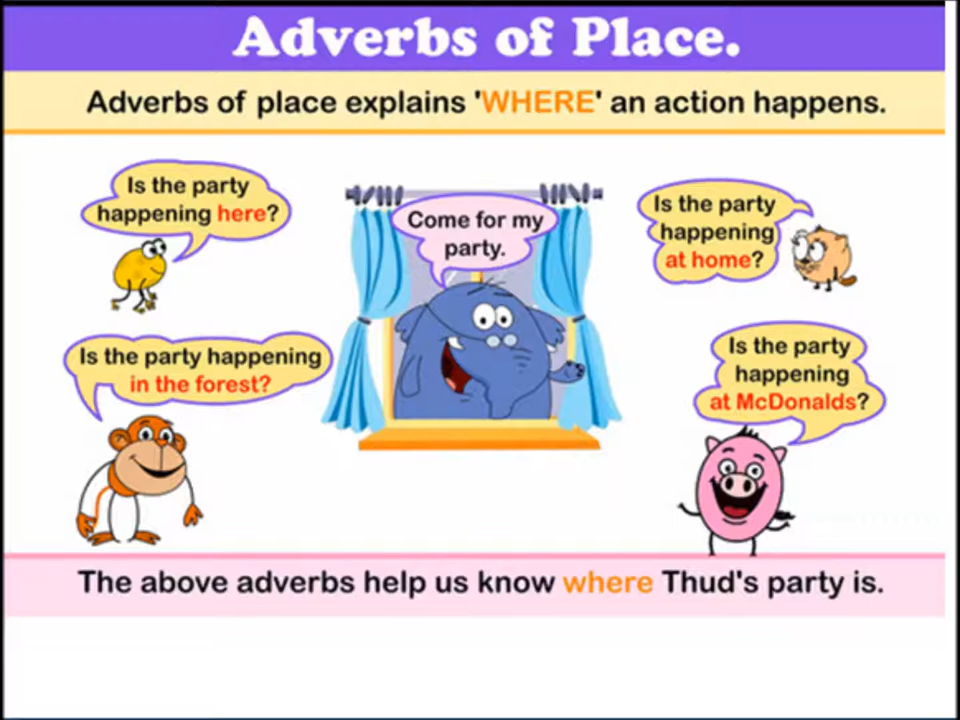 Adverbs of Place.
Adverbs of place explains 'WHERE' an action happens.
Is the party
happening here?
Come for my
party.
Is the party
happening
at home?
Is the party happening
in the forest?
Is the party
happening
at McDonalds?
The above adverbs help us know where Thud's party is.